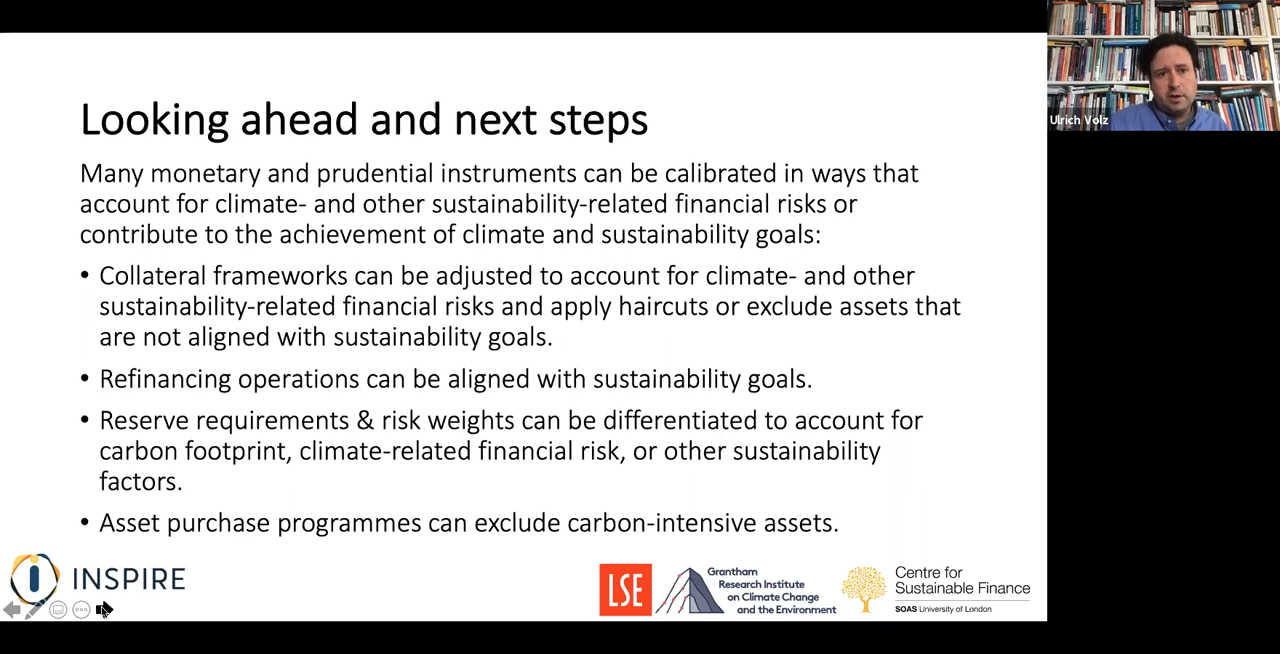 Looking ahead and next steps
Many monetary and prudential instruments can be calibrated in ways that
account for climate- and other sustainability-related financial risks or
contribute to the achievement of climate and sustainability goals:
• Collateral frameworks can be adjusted to account for climate- and other
sustainability-related financial risks and apply haircuts or exclude assets that
are not aligned with sustainability goals.
• Refinancing operations can be aligned with sustainability goals.
• Reserve requirements & risk weights can be differentiated to account for
carbon footprint, climate-related financial risk, or other sustainability
factors.
• Asset purchase programmes can exclude carbon-intensive assets.
INSPIRE
LSE
Grantham
Research Institute
on Climate Change
and the Environment
Centre for
Sustainable Finance
SOAS University of London
Ulrich Volz